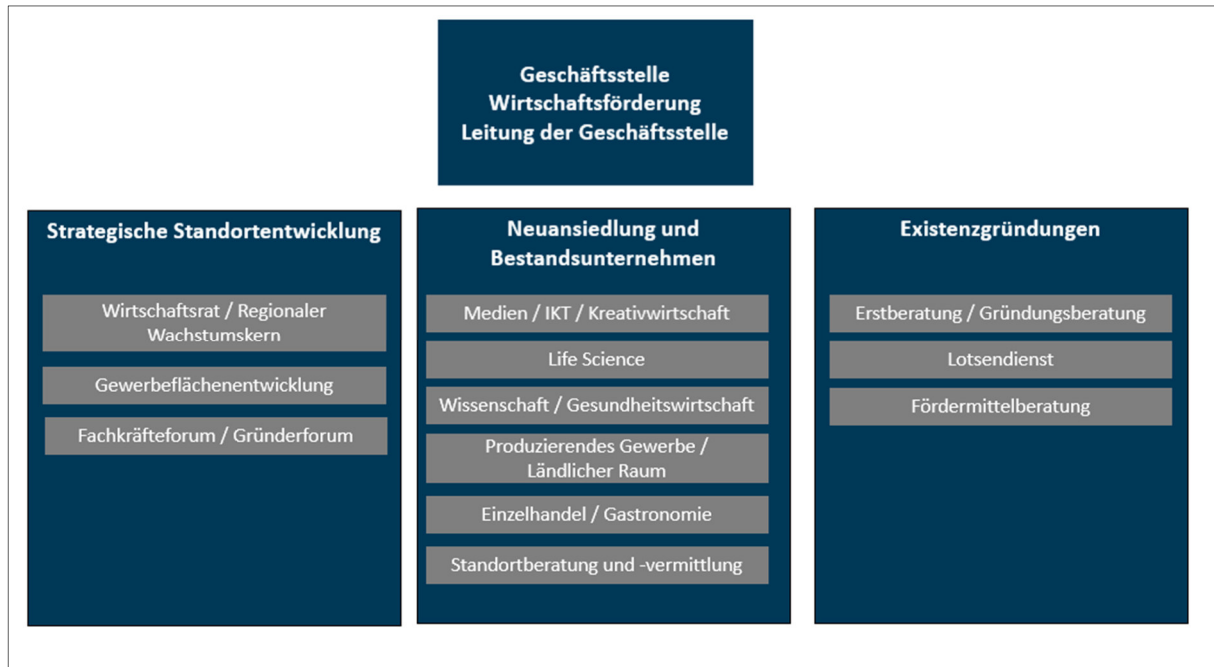 Geschäftsstelle
Wirtschaftsförderung
Leitung der Geschäftsstelle
Strategische Standortentwicklung
Wirtschaftsrat / Regionaler
Wachstumskern
Gewerbeflächenentwicklung
Fachkräfteforum / Gründerforum
Neuansiedlung und
Bestandsunternehmen
Medien / IKT / Kreativwirtschaft
Life Science
Wissenschaft / Gesundheitswirtschaft
Produzierendes Gewerbe /
Ländlicher Raum
Einzelhandel / Gastronomie
Standortberatung und -vermittlung
Existenzgründungen
Erstberatung / Gründungsberatung
Lotsendienst
Fördermittelberatung